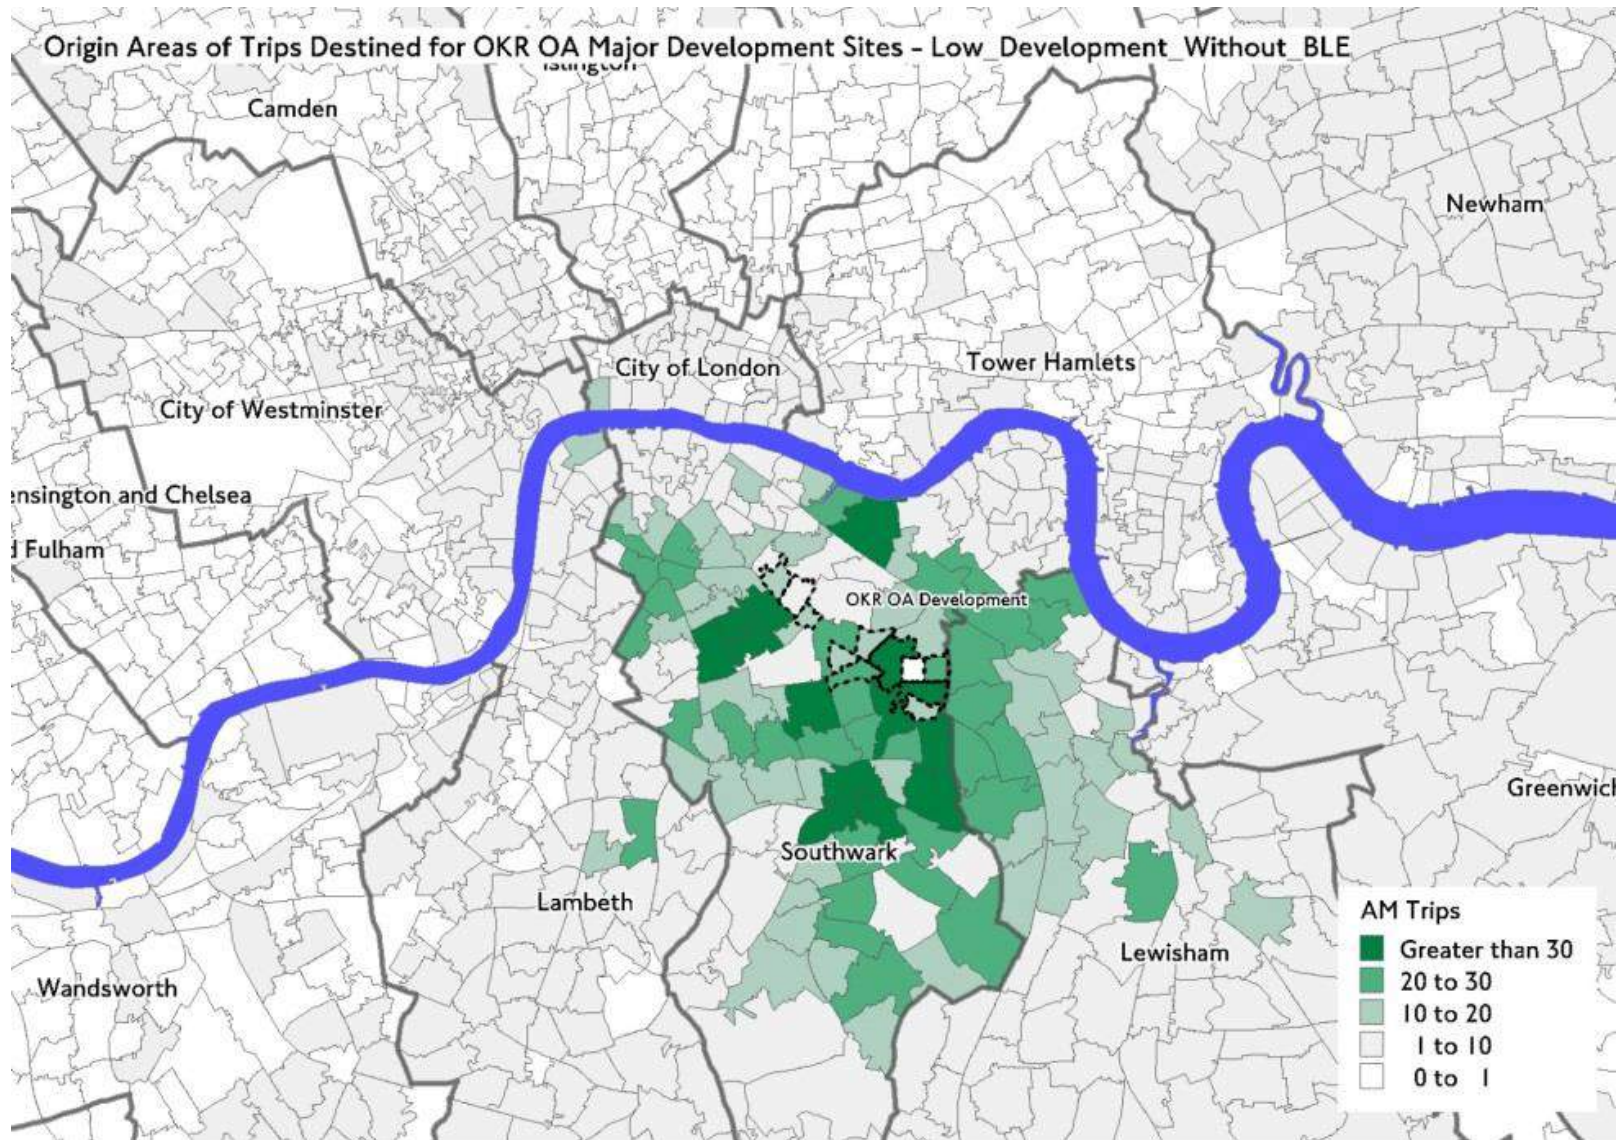 Origin Areas of Trips Destined for OKR OA Major Development Sites - Low_Development_Without_BLE
Islington
Camden
Newham
City of London
Tower Hamlets
City of Westminster
ensington and Chelsea
d Fulham
OKR OA Development
Greenwich
Southwark
Lambeth
Lewisham
Wandsworth
AM Trips
Greater than 30
20 to 30
10 to 20
1 to 10
0 to 1